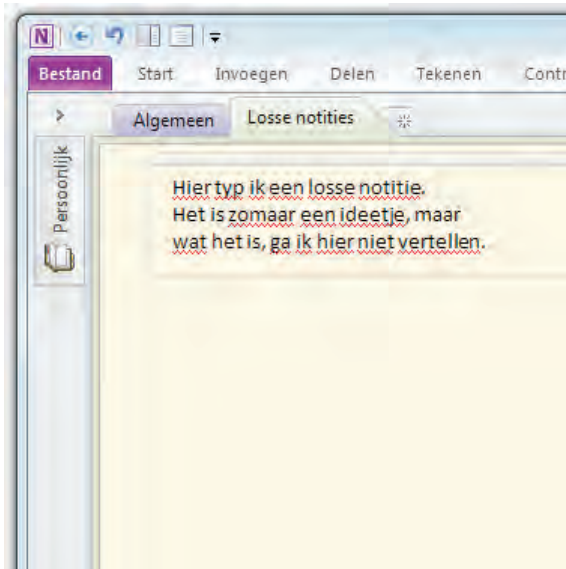 N
Bestand Start Invoegen Delen Tekenen Contr
Algemeen Losse notities
Persoonlijk
Hier typ ik een losse notitie.
Het is zomaar een ideetje, maar
wat het is, ga ik hier niet vertellen.